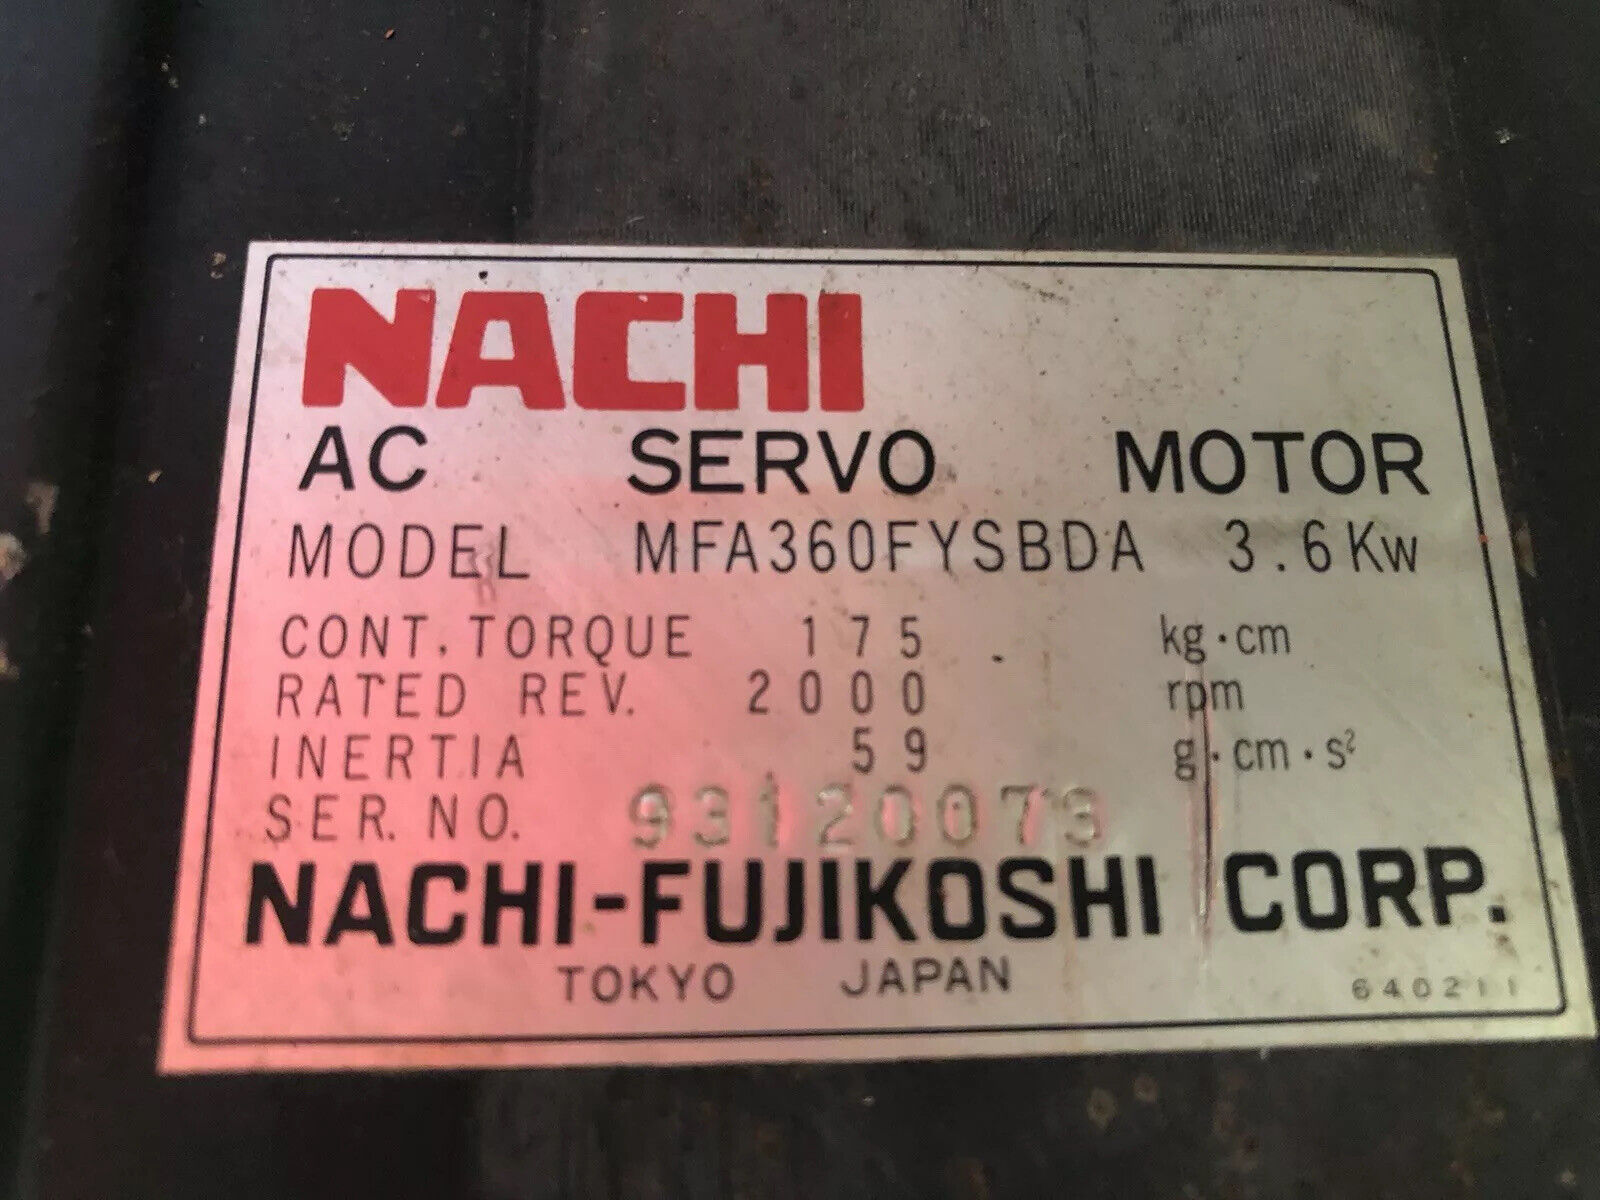 NACHI
AC SERVO MOTOR
MODEL MFA360FYSBDA 3.6Kw
CONT. TORQUE 175 kg·cm
RATED REV. 2000 rpm
INERTIA 59 g·cm·s²
SER. NO. 93120073
NACHI-FUJIKOSHI CORP.
TOKYO JAPAN
640211